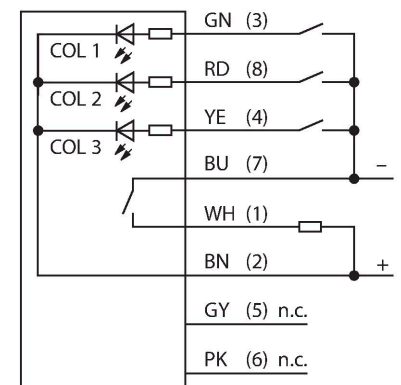 GN (3)
COL 1
RD (8)
COL 2
YE (4)
COL 3
BU (7)
–
WH (1)
BN (2)
+
GY (5) n.c.
PK (6) n.c.